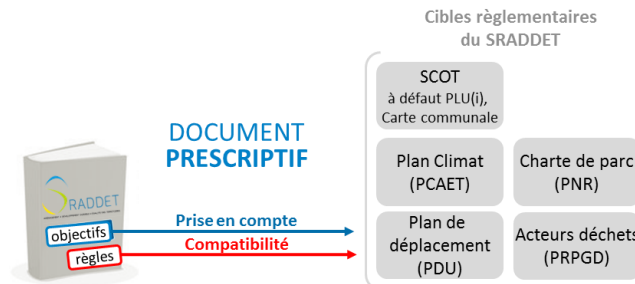 Cibles règlementaires
du SRADDET
SCOT
à défaut PLU(i),
Carte communale
DOCUMENT
PRESCRIPTIF
Plan Climat
(PCAET)
Charte de parc
(PNR)
SRADDET
objectifs
règles
Prise en compte
Compatibilité
Plan de
déplacement
(PDU)
Acteurs déchets
(PRPGD)